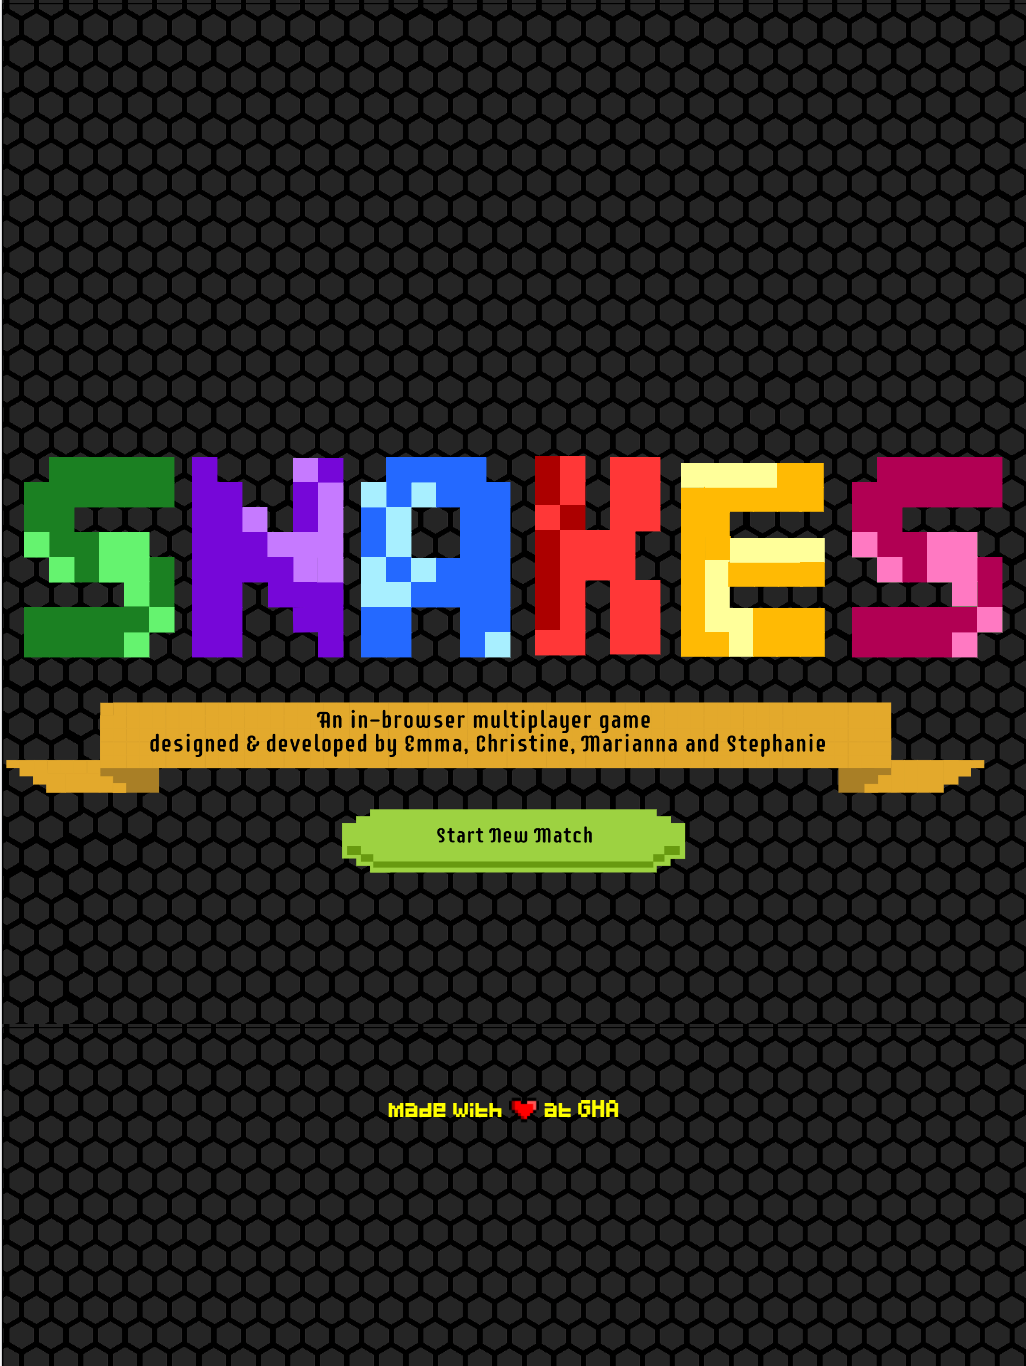 SNAKES
An in-browser multiplayer game
designed & developed by Emma, Christine, Marianna and Stephanie
Start New Match
made with ❤ at GHA